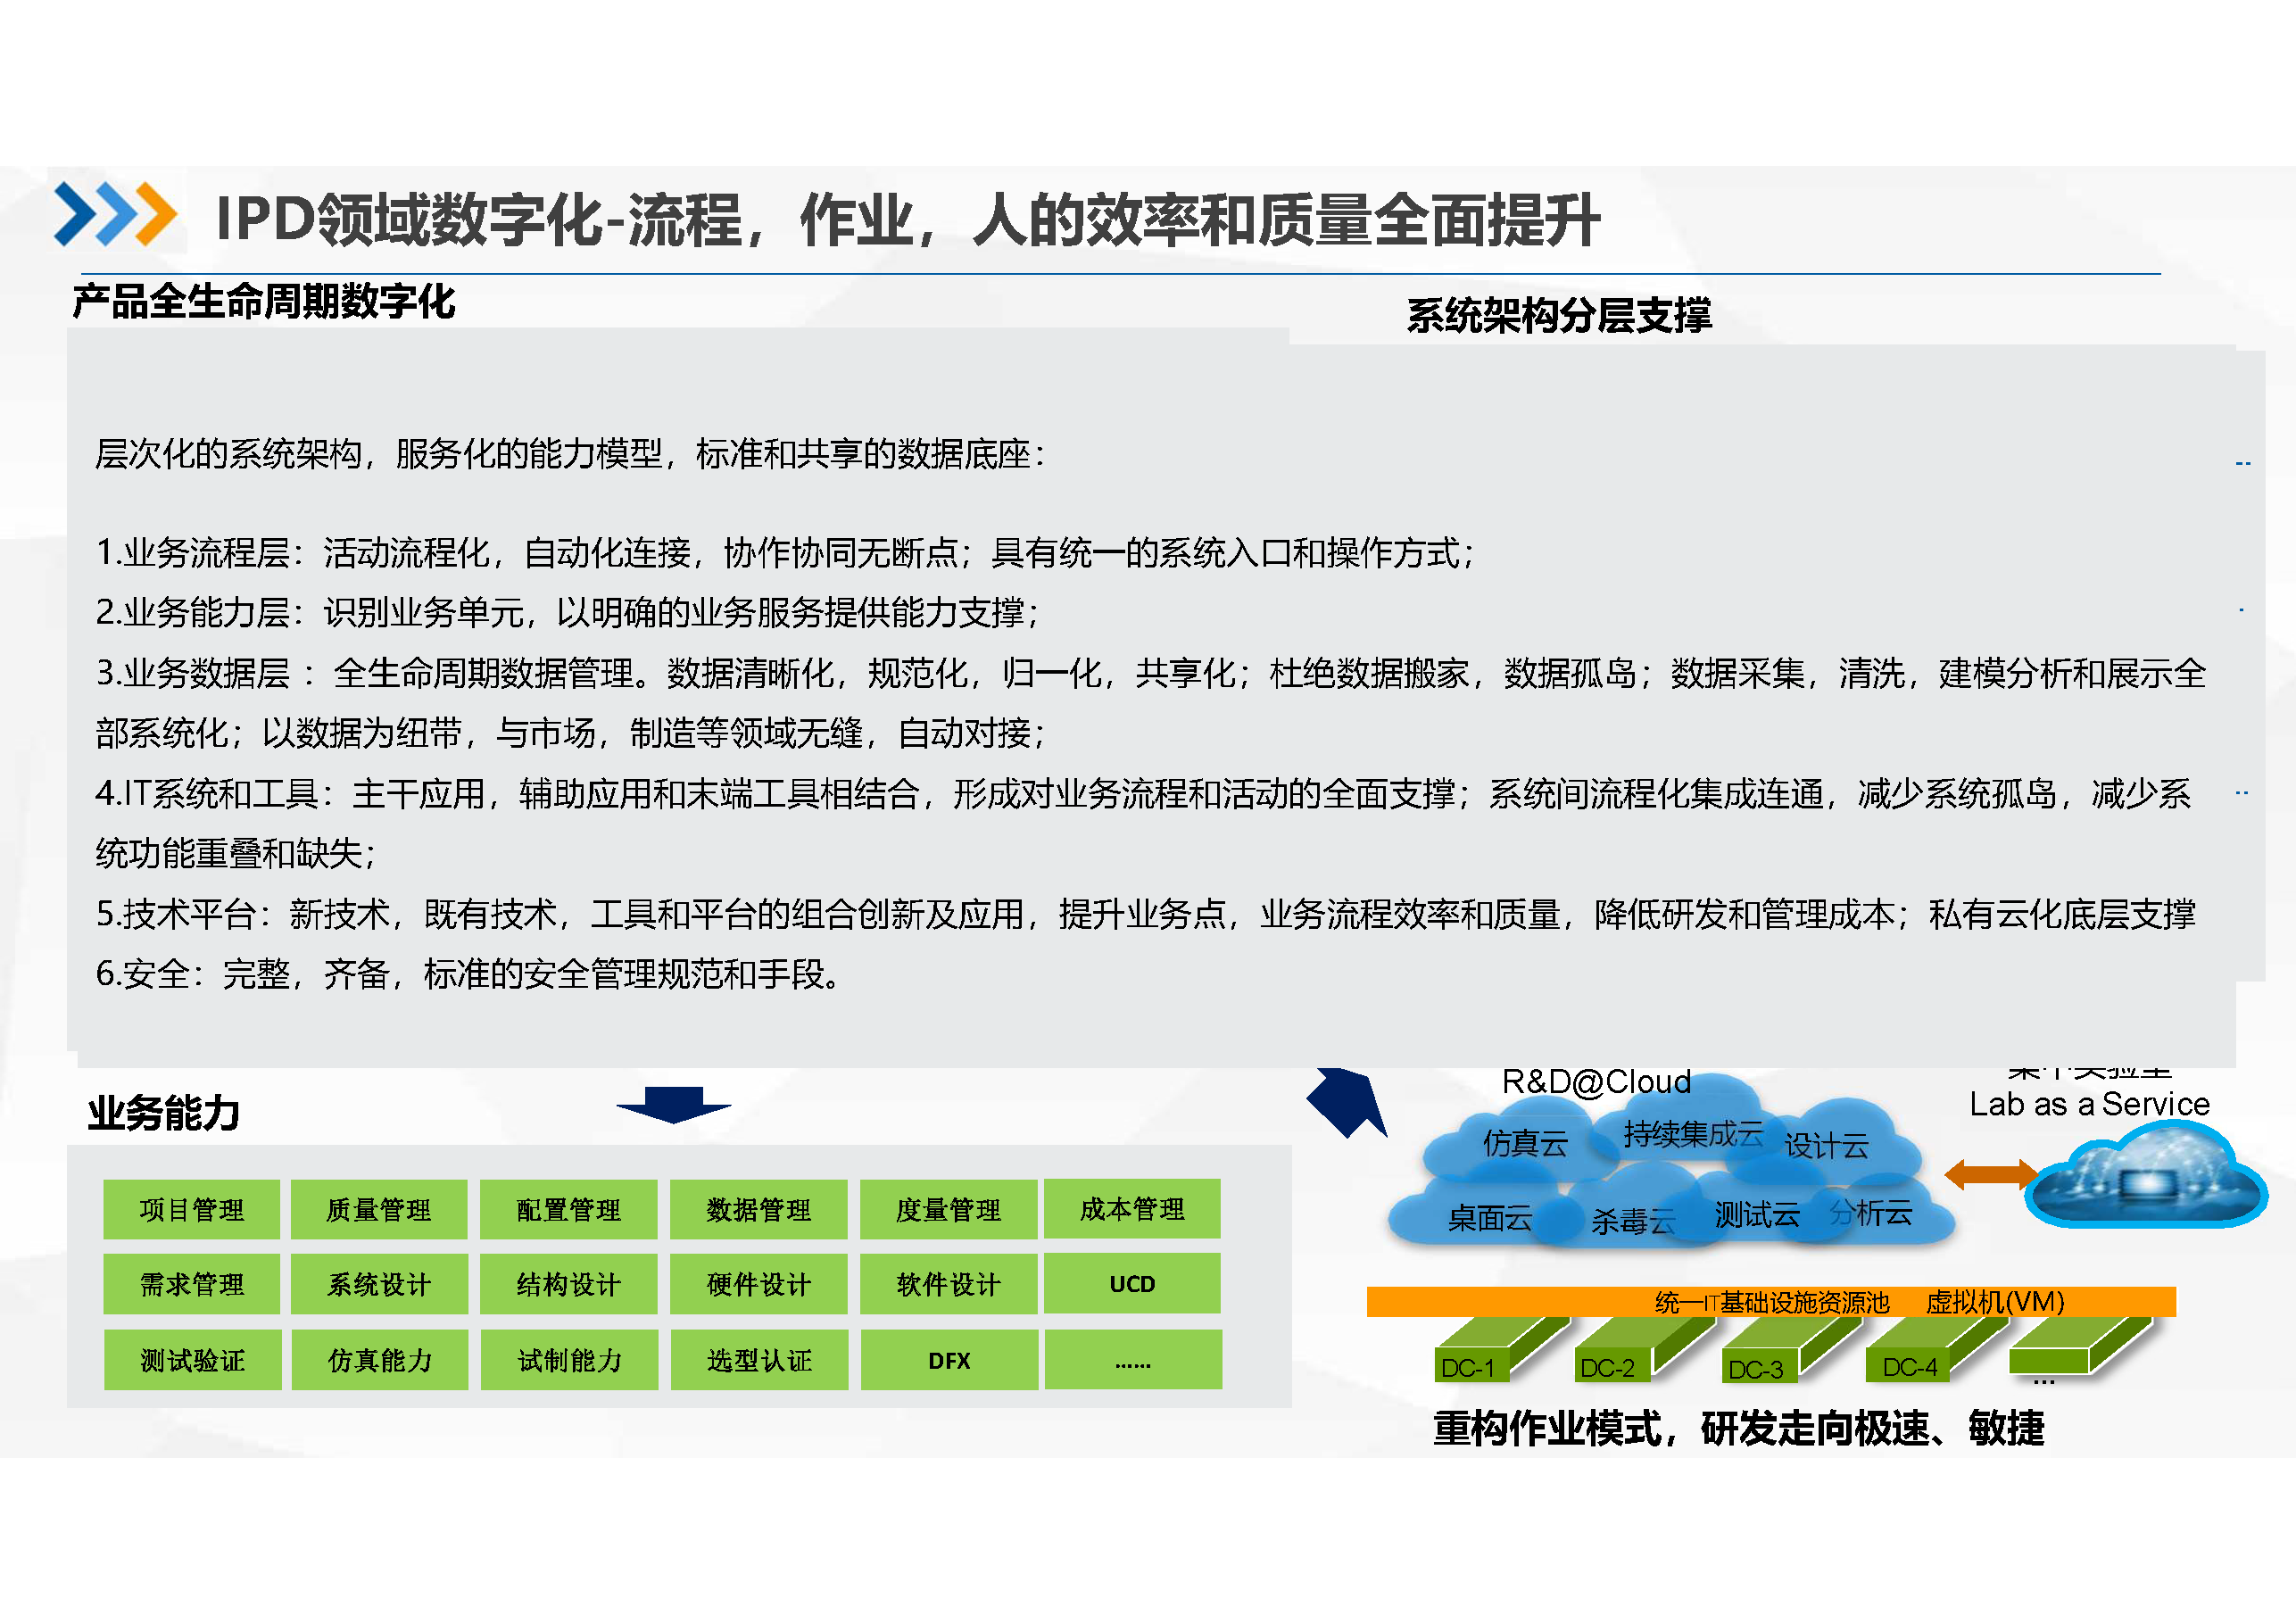 IPD领域数字化-流程，作业，人的效率和质量全面提升
产品全生命周期数字化
系统架构分层支撑
层次化的系统架构，服务化的能力模型，标准和共享的数据底座：
1.业务流程层：活动流程化，自动化连接，协作协同无断点；具有统一的系统入口和操作方式；
2.业务能力层：识别业务单元，以明确的业务服务提供能力支撑；
3.业务数据层 ：全生命周期数据管理。数据清晰化，规范化，归一化，共享化；杜绝数据搬家，数据孤岛；数据采集，清洗，建模分析和展示全
部系统化；以数据为纽带，与市场，制造等领域无缝，自动对接；
4.IT系统和工具：主干应用，辅助应用和末端工具相结合，形成对业务流程和活动的全面支撑；系统间流程化集成连通，减少系统孤岛，减少系
统功能重叠和缺失；
5.技术平台：新技术，既有技术，工具和平台的组合创新及应用，提升业务点，业务流程效率和质量，降低研发和管理成本；私有云化底层支撑
6.安全：完整，齐备，标准的安全管理规范和手段。
业务能力
项目管理 质量管理 配置管理 数据管理 度量管理 成本管理
需求管理 系统设计 结构设计 硬件设计 软件设计 UCD
测试验证 仿真能力 试制能力 选型认证 DFX ……
R&D@Cloud
Lab as a Service
仿真云 持续集成云 设计云
桌面云 杀毒云 测试云 分析云
统一IT基础设施资源池 虚拟机(VM)
DC-1 DC-2 DC-3 DC-4 ...
重构作业模式，研发走向极速、敏捷